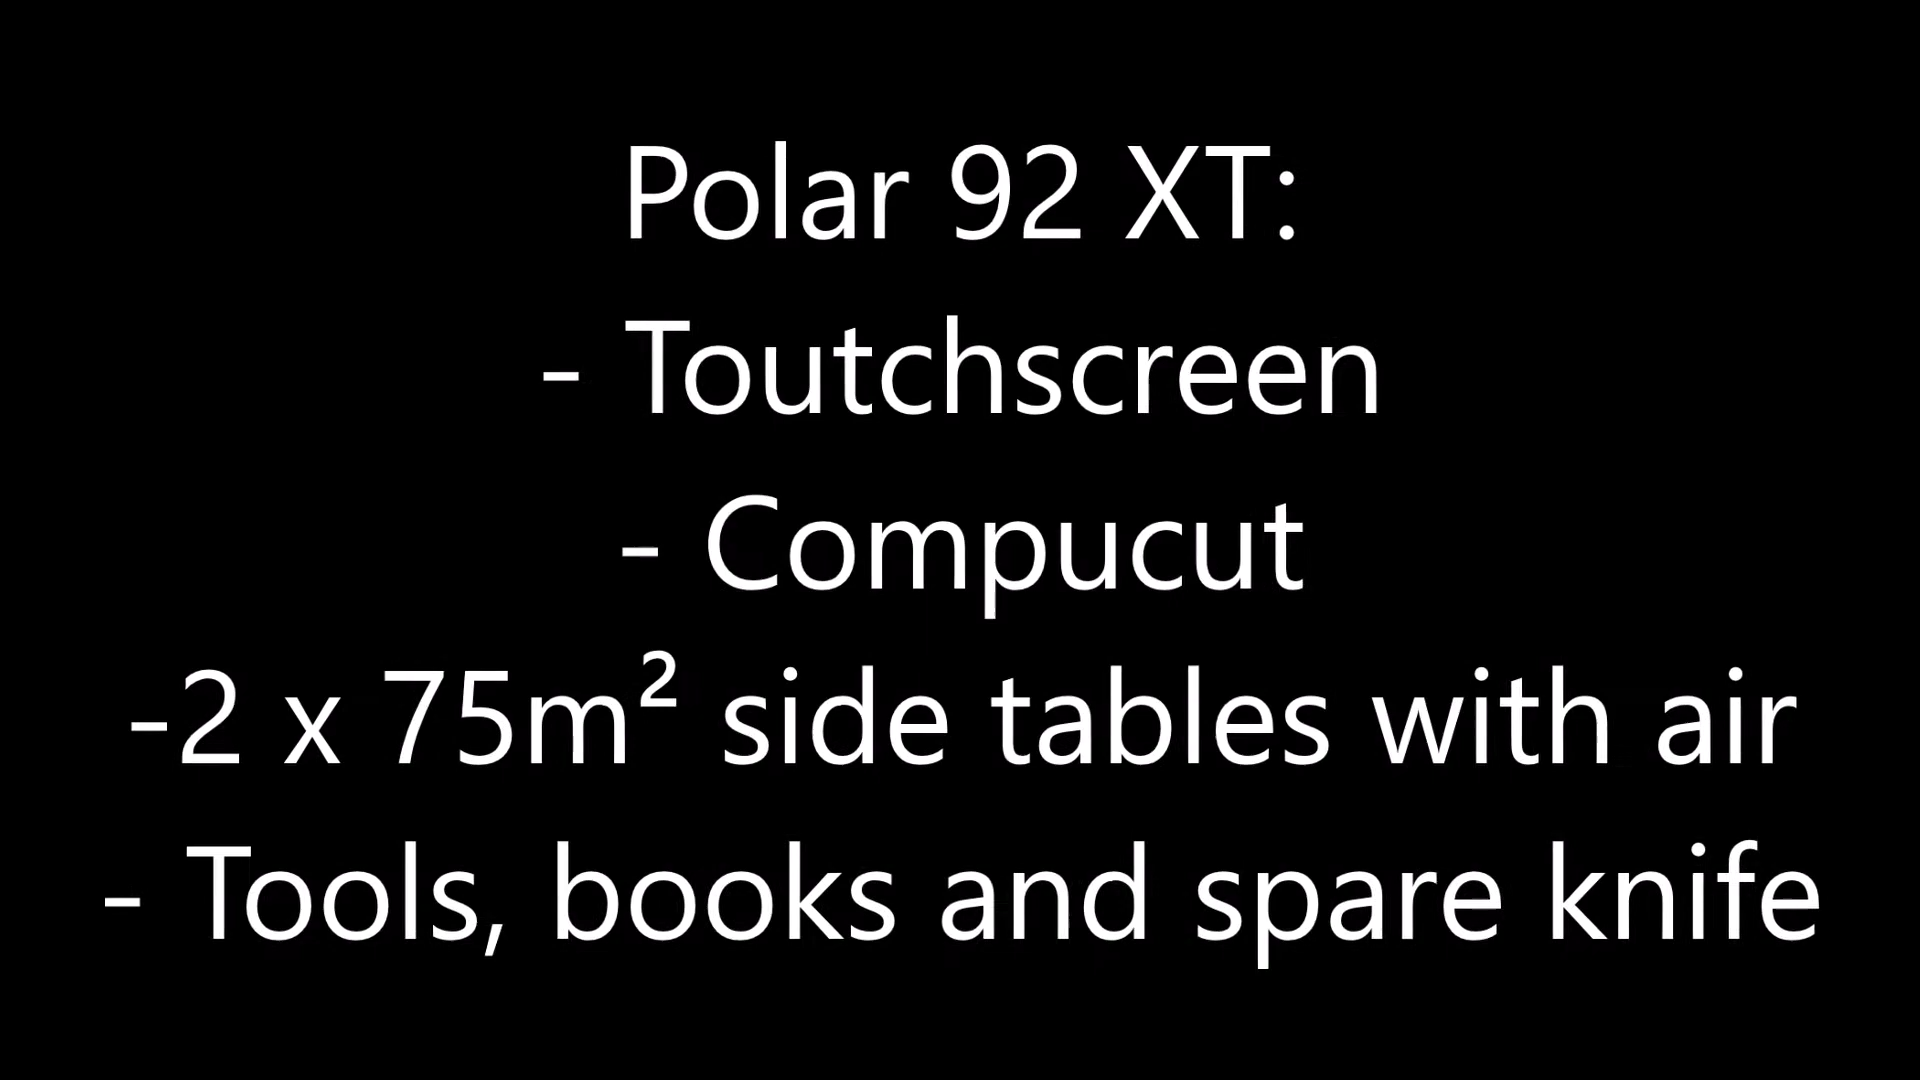 Polar 92 XT:
- Toutchscreen
- Compucut
-2 x 75m² side tables with air
- Tools, books and spare knife